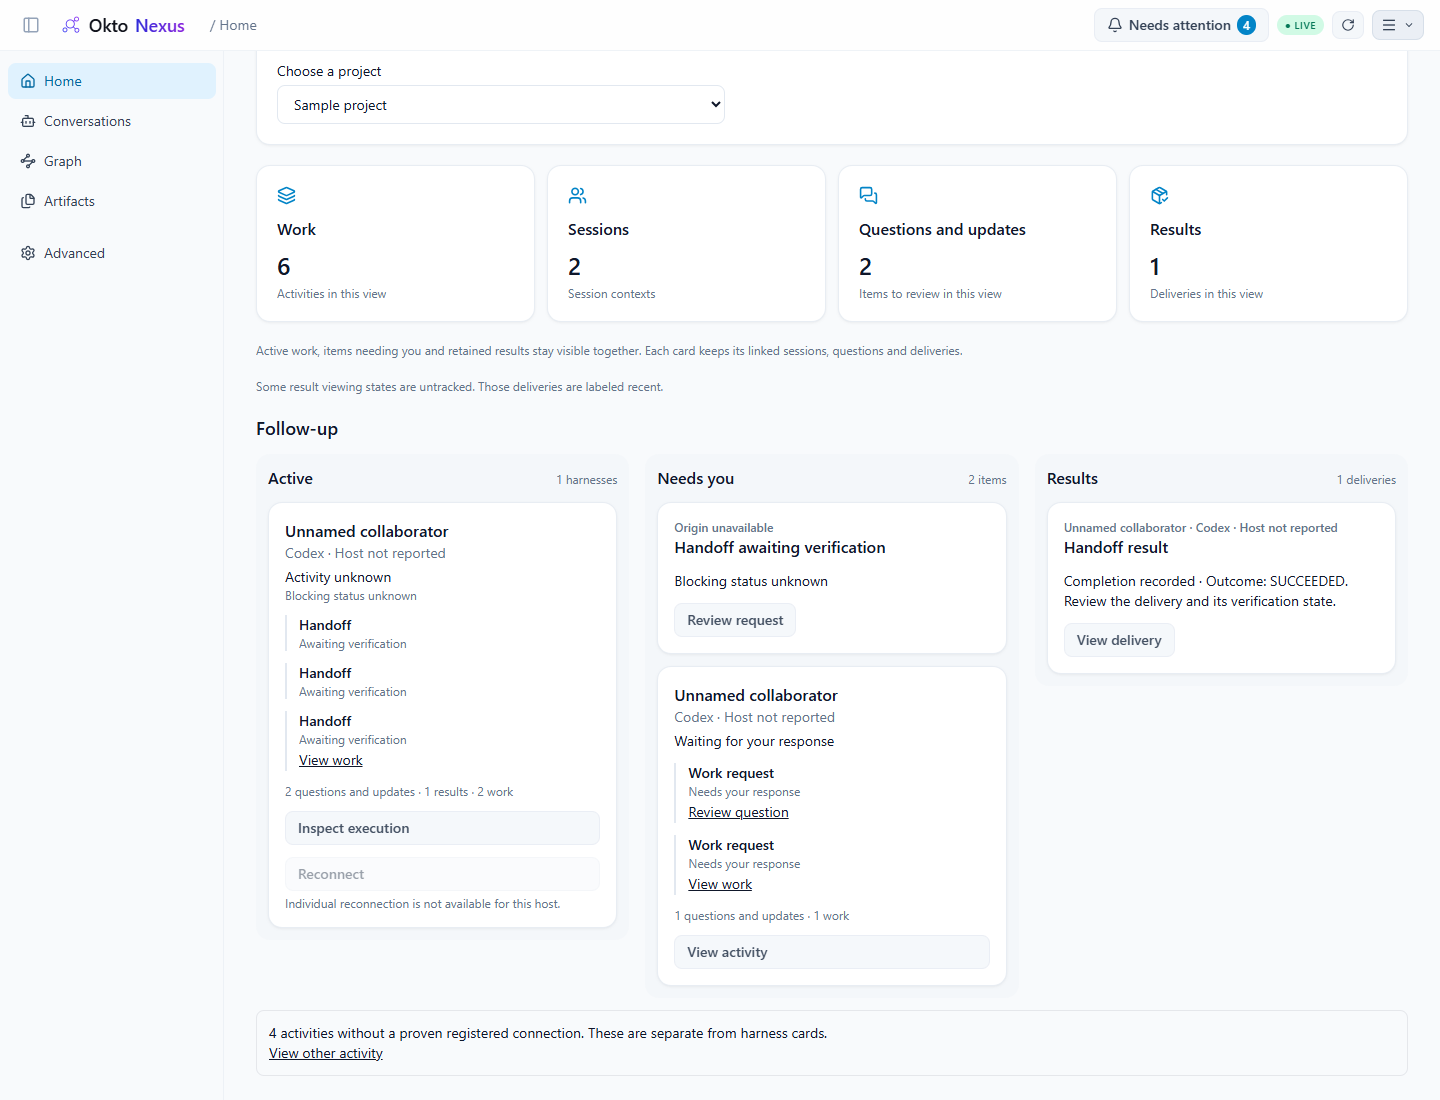 Okto Nexus
/ Home
Needs attention 4
LIVE
Home
Conversations
Graph
Artifacts
Advanced
Choose a project
Sample project
Work
6
Activities in this view
Sessions
2
Session contexts
Questions and updates
2
Items to review in this view
Results
1
Deliveries in this view
Active work, items needing you and retained results stay visible together. Each card keeps its linked sessions, questions and deliveries.
Some result viewing states are untracked. Those deliveries are labeled recent.
Follow-up
Active
1 harnesses
Unnamed collaborator
Codex · Host not reported
Activity unknown
Blocking status unknown
Handoff
Awaiting verification
Handoff
Awaiting verification
Handoff
Awaiting verification
View work
2 questions and updates · 1 results · 2 work
Inspect execution
Reconnect
Individual reconnection is not available for this host.
Needs you
2 items
Origin unavailable
Handoff awaiting verification
Blocking status unknown
Review request
Unnamed collaborator
Codex · Host not reported
Waiting for your response
Work request
Needs your response
Review question
Work request
Needs your response
View work
1 questions and updates · 1 work
View activity
Results
1 deliveries
Unnamed collaborator · Codex · Host not reported
Handoff result
Completion recorded · Outcome: SUCCEEDED.
Review the delivery and its verification state.
View delivery
4 activities without a proven registered connection. These are separate from harness cards.
View other activity